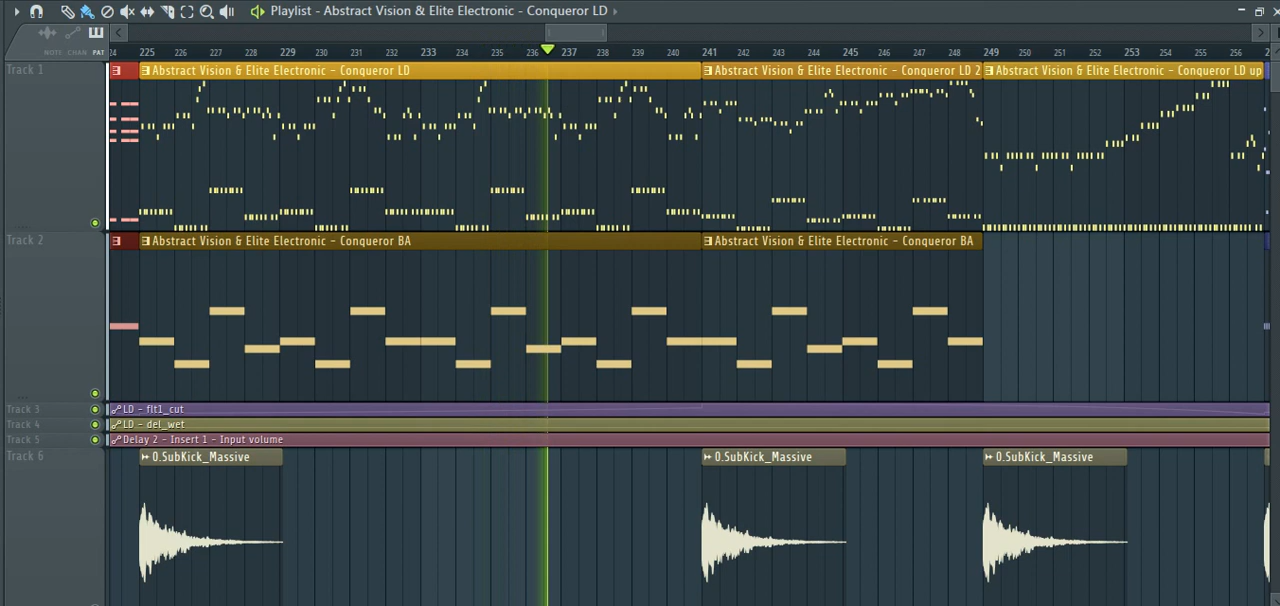 Playlist - Abstract Vision & Elite Electronic - Conqueror LD
NOTE CHAN PAT
24 225 226 227 228 229 230 231 232 233 234 235 236 237 238 239 240 241 242 243 244 245 246 247 248 249 250 251 252 253 254 255 256 2
Track 1
Abstract Vision & Elite Electronic - Conqueror LD
Abstract Vision & Elite Electronic - Conqueror LD 2
Abstract Vision & Elite Electronic - Conqueror LD up
Track 2
Abstract Vision & Elite Electronic - Conqueror BA
Abstract Vision & Elite Electronic - Conqueror BA
Track 3
LD - flt1_cut
Track 4
LD - del_wet
Track 5
Delay 2 - Insert 1 - Input volume
Track 6
0.SubKick_Massive
0.SubKick_Massive
0.SubKick_Massive